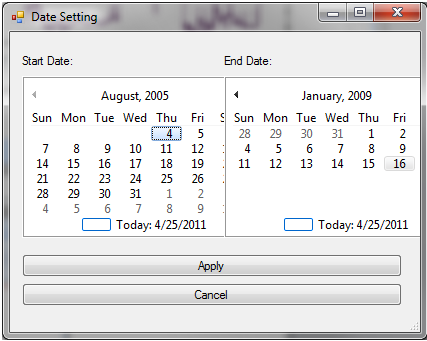 Date Setting
Start Date:
End Date:
August, 2005
Sun Mon Tue Wed Thu Fri
4 5
7 8 9 10 11 12
14 15 16 17 18 19
21 22 23 24 25 26
28 29 30 31 1 2
4 5 6 7 8 9
Today: 4/25/2011
January, 2009
Sun Mon Tue Wed Thu Fri
28 29 30 31 1 2
4 5 6 7 8 9
11 12 13 14 15 16
Today: 4/25/2011
Apply
Cancel